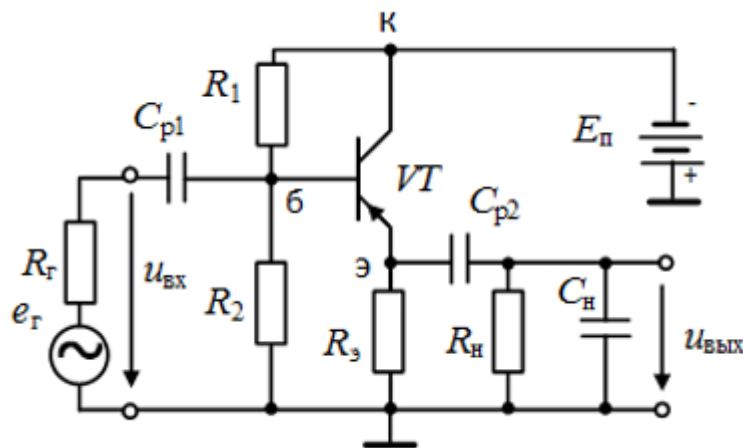 к
R1
Cр1
Eп
-
+
б
VT
Cр2
Rг
uвх
э
R2
Rэ
Rн
Cн
uвых
eг